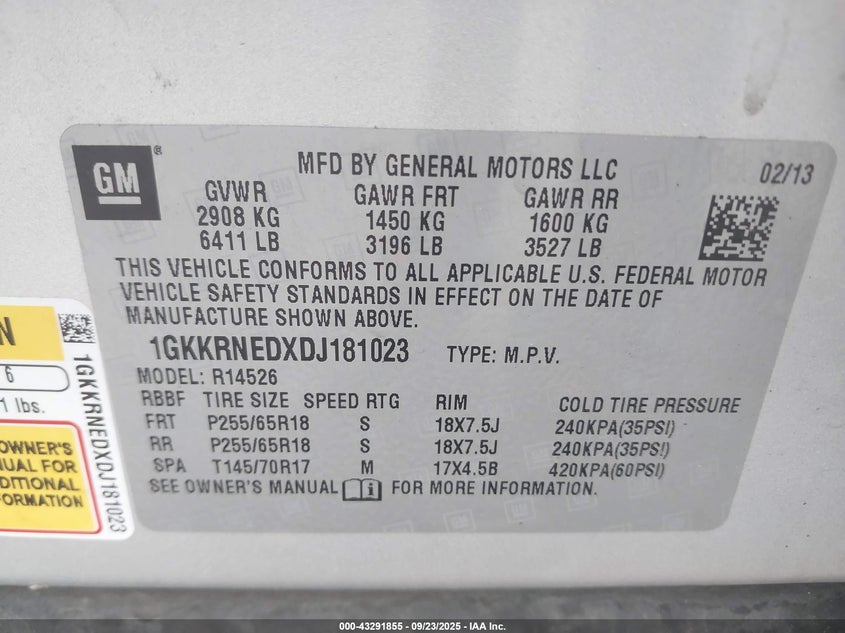 GM
®
MFD BY GENERAL MOTORS LLC
02/13
GVWR GAWR FRT GAWR RR
2908 KG 1450 KG 1600 KG
6411 LB 3196 LB 3527 LB
THIS VEHICLE CONFORMS TO ALL APPLICABLE U.S. FEDERAL MOTOR
VEHICLE SAFETY STANDARDS IN EFFECT ON THE DATE OF
MANUFACTURE SHOWN ABOVE.
1GKKRNEDXDJ181023 TYPE: M.P.V.
MODEL: R14526
RBBF TIRE SIZE SPEED RTG RIM COLD TIRE PRESSURE
FRT P255/65R18 S 18X7.5J 240KPA(35PSI)
RR P255/65R18 S 18X7.5J 240KPA(35PSI)
SPA T145/70R17 M 17X4.5B 420KPA(60PSI)
SEE OWNER'S MANUAL FOR MORE INFORMATION.
N
6
1 lbs.
OWNER'S
NUAL FOR
DITIONAL
FORMATION
1GKKRNEDXDJ181023
000-43291855 - 09/23/2025 - IAA Inc.